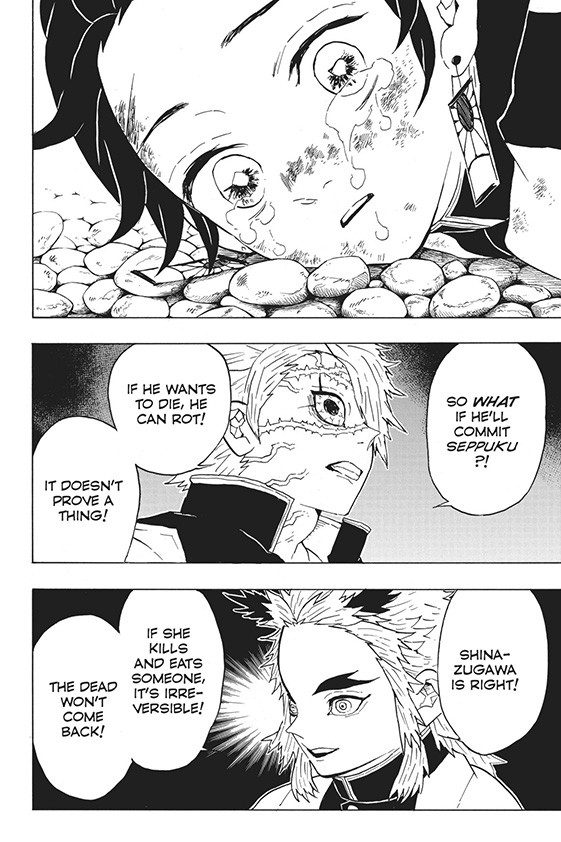 SO WHAT
IF HE'LL
COMMIT
SEPPUKU
?!
IF HE WANTS
TO DIE, HE
CAN ROT!
IT DOESN'T
PROVE A
THING!
SHINA-
ZUGAWA
IS RIGHT!
IF SHE
KILLS
AND EATS
SOMEONE,
IT'S IRRE-
VERSIBLE!
THE DEAD
WON'T
COME
BACK!